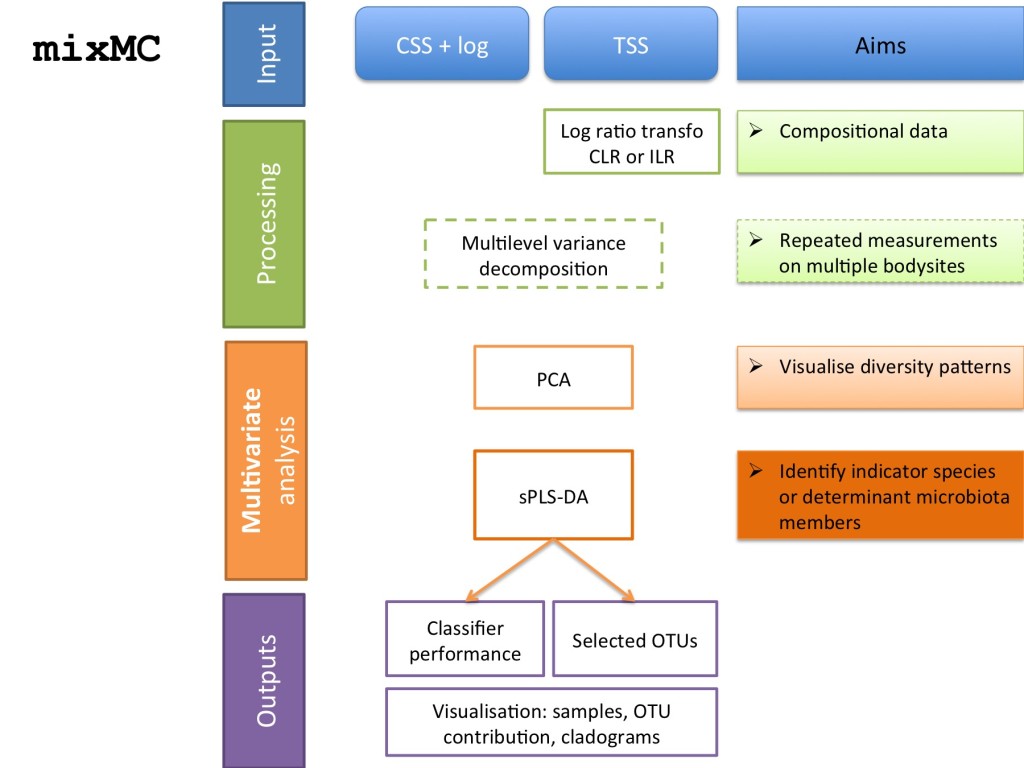 mixMC
Input
CSS + log
TSS
Aims
Processing
Log ratio transfo
CLR or ILR
➢ Compositional data
Multilevel variance
decomposition
➢ Repeated measurements
on multiple bodysites
Multivariate
analysis
PCA
➢ Visualise diversity patterns
sPLS-DA
➢ Identify indicator species
or determinant microbiota
members
Outputs
Classifier
performance
Selected OTUs
Visualisation: samples, OTU
contribution, cladograms